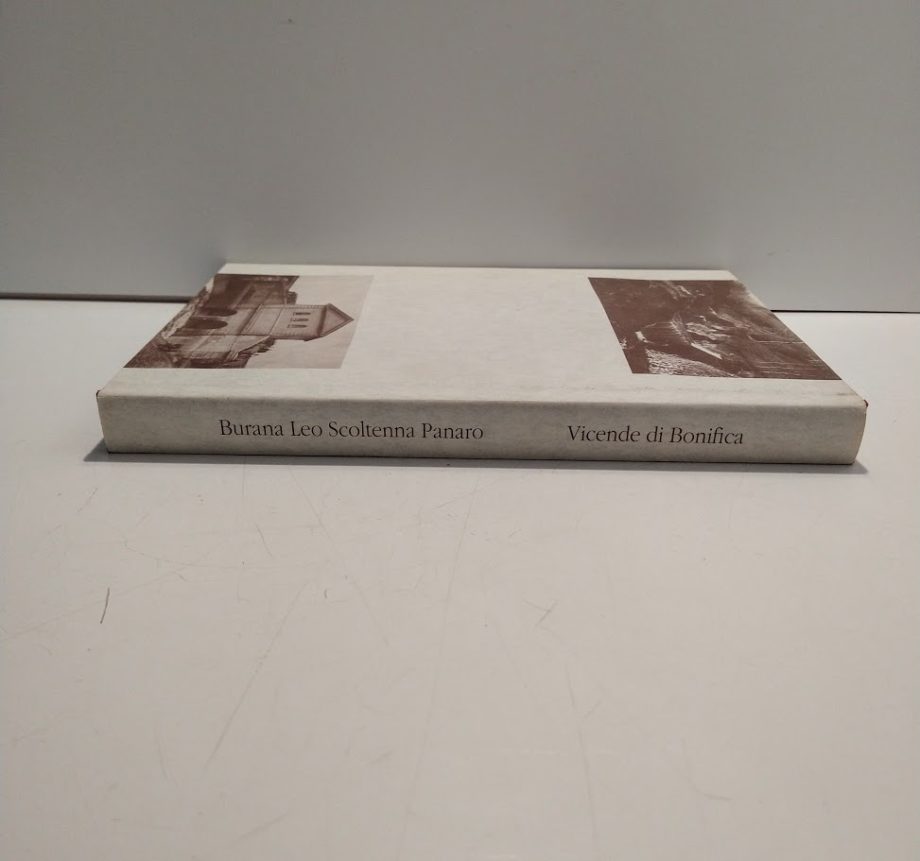 Burana Leo Scoltenna Panaro
Vicende di Bonifica